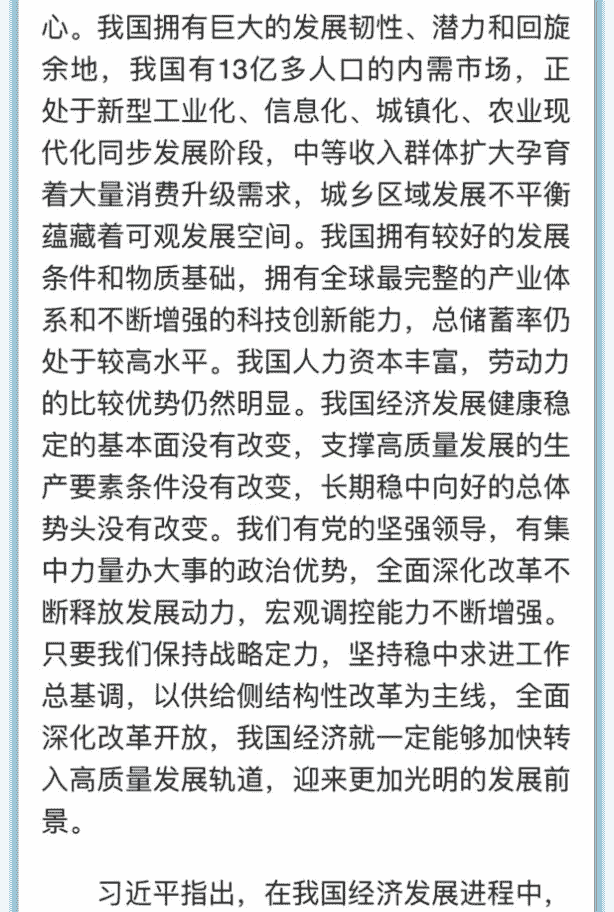 心。我国拥有巨大的发展韧性、潜力和回旋
余地，我国有13亿多人口的内需市场，正
处于新型工业化、信息化、城镇化、农业现
代化同步发展阶段，中等收入群体扩大孕育
着大量消费升级需求，城乡区域发展不平衡
蕴藏着可观发展空间。我国拥有较好的发展
条件和物质基础，拥有全球最完整的产业体
系和不断增强的科技创新能力，总储蓄率仍
处于较高水平。我国人力资本丰富，劳动力
的比较优势仍然明显。我国经济发展健康稳
定的基本面没有改变，支撑高质量发展的生
产要素条件没有改变，长期稳中向好的总体
势头没有改变。我们有党的坚强领导，有集
中力量办大事的政治优势，全面深化改革不
断释放发展动力，宏观调控能力不断增强。
只要我们保持战略定力，坚持稳中求进工作
总基调，以供给侧结构性改革为主线，全面
深化改革开放，我国经济就一定能够加快转
入高质量发展轨道，迎来更加光明的发展前
景。
习近平指出，在我国经济发展进程中，